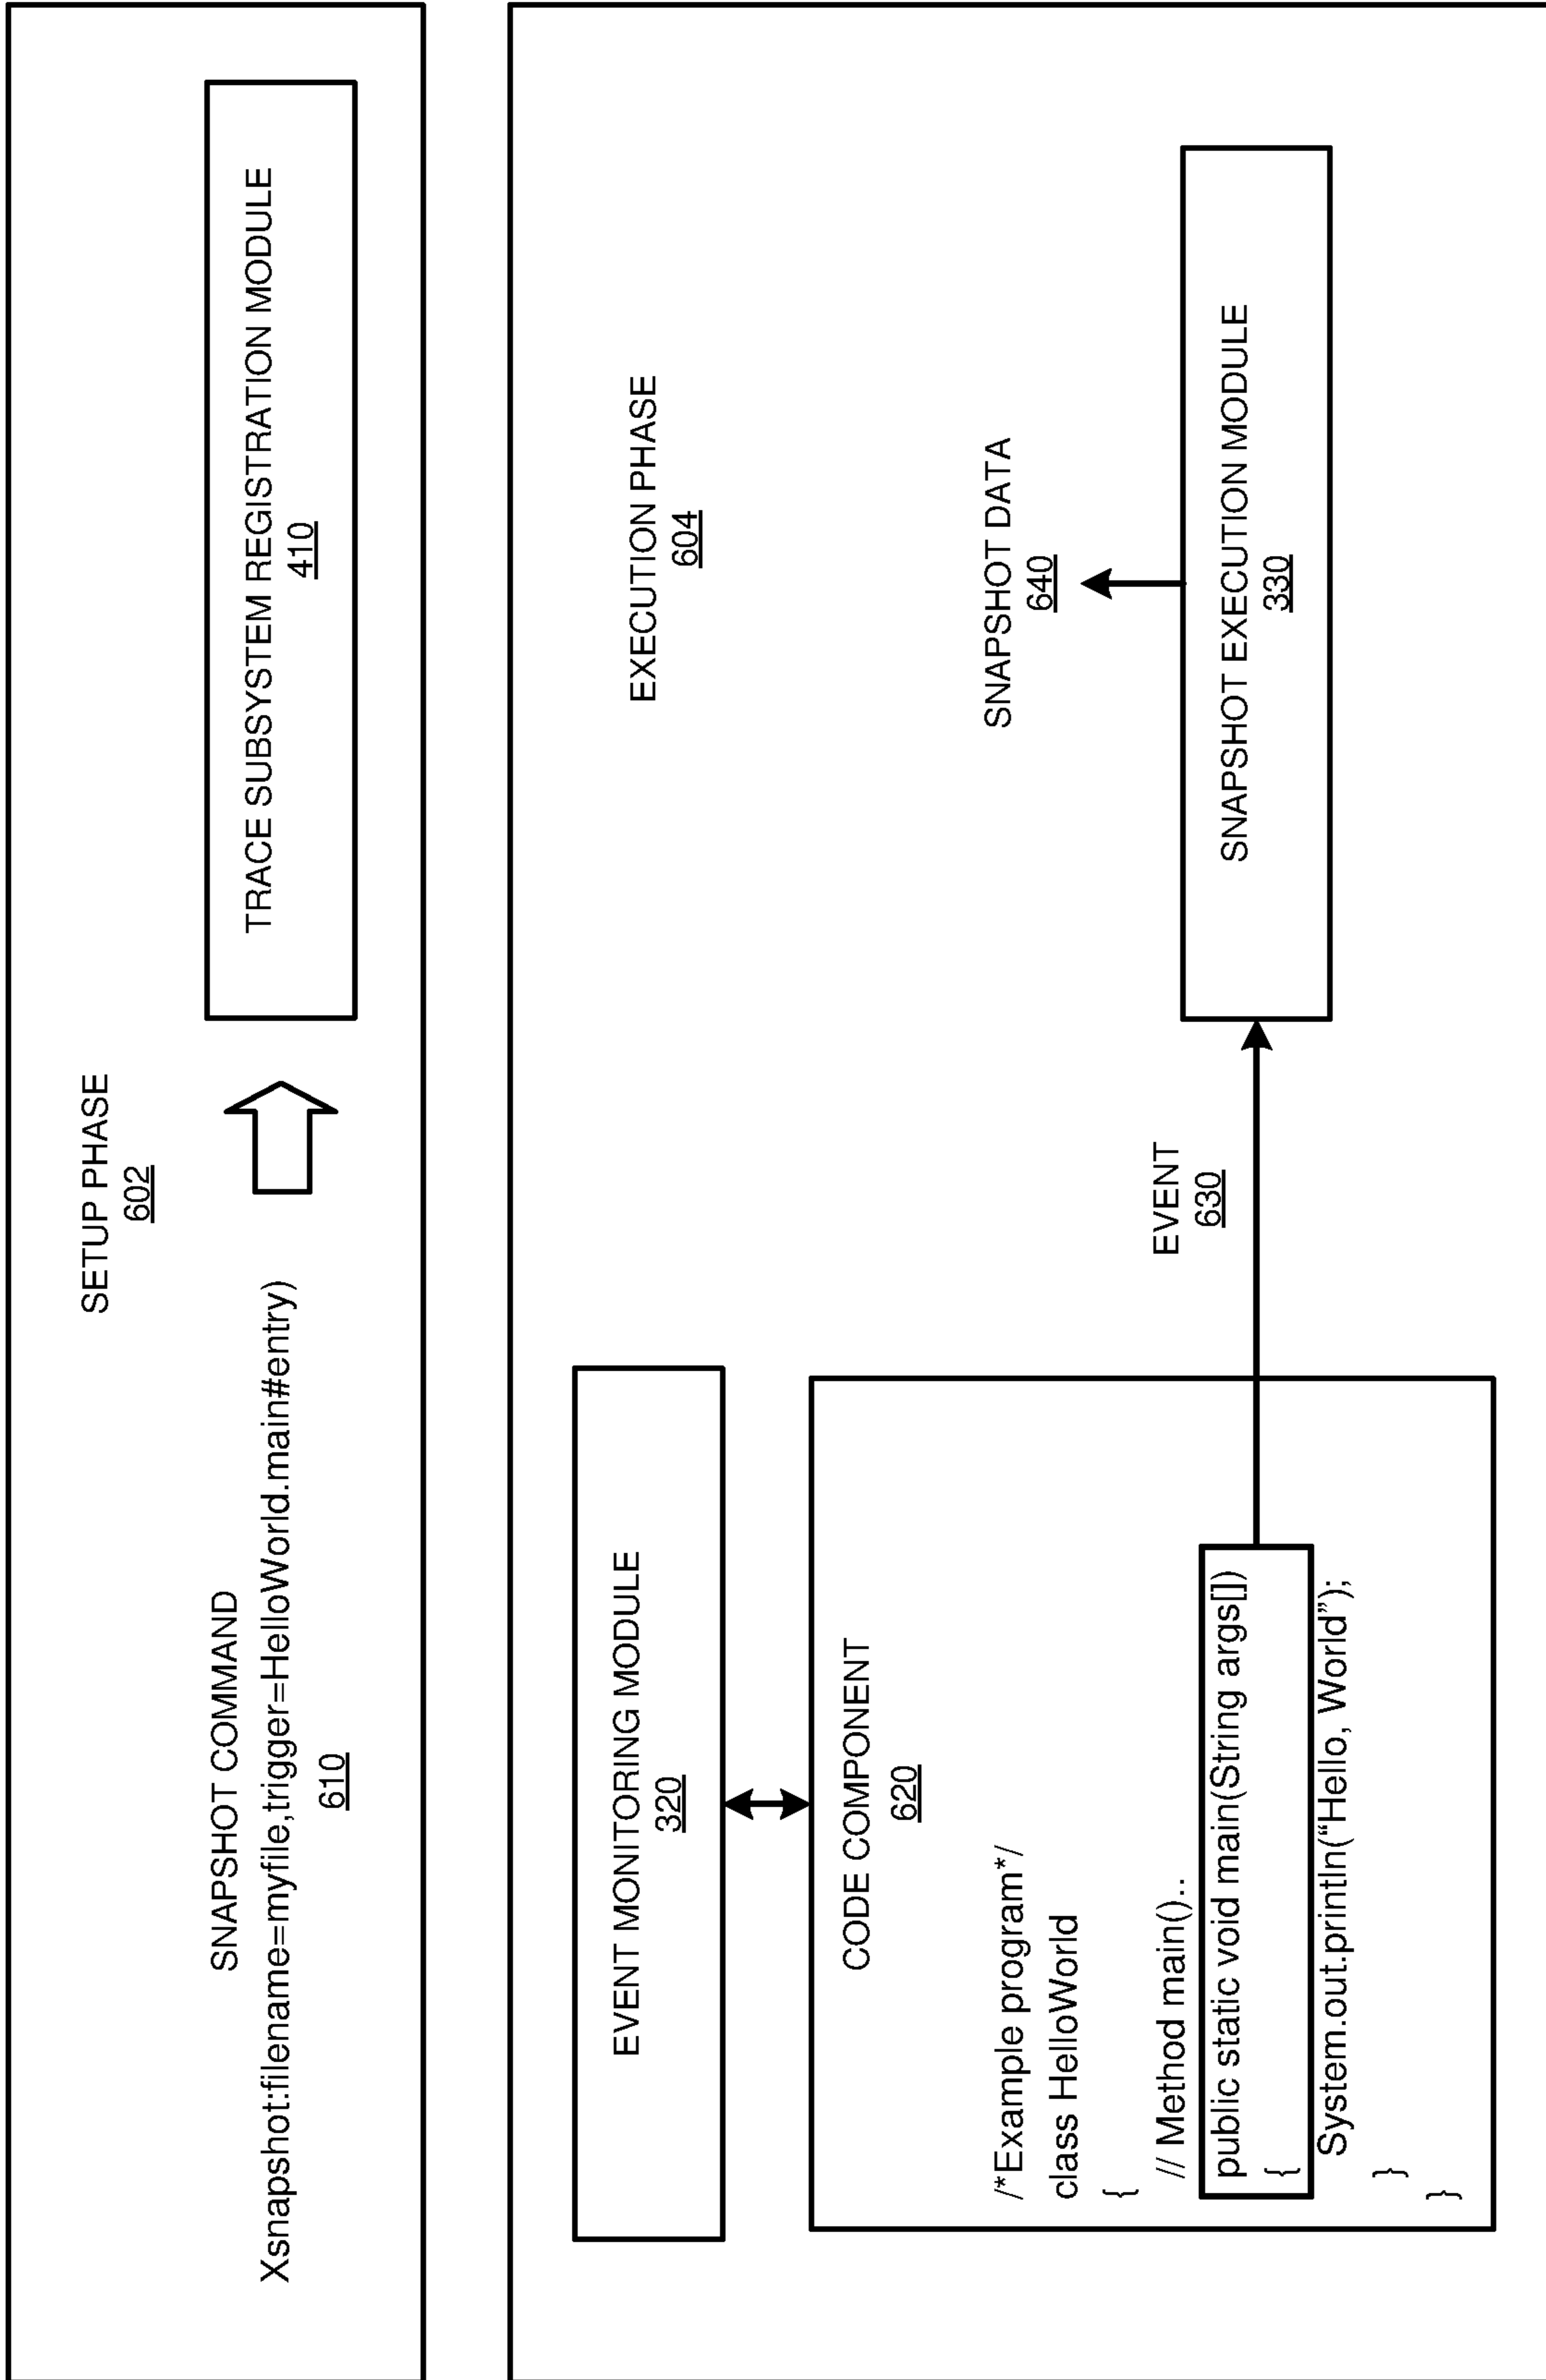 SETUP PHASE
602
SNAPSHOT COMMAND
Xsnapshot:filename=myfile,trigger=HelloWorld.main#entry)
610
TRACE SUBSYSTEM REGISTRATION MODULE
410
EXECUTION PHASE
604
EVENT MONITORING MODULE
320
CODE COMPONENT
620
/*Example program*/
class HelloWorld
{
// Method main()..
public static void main(String args[])
{
System.out.println(“Hello, World”);
}
}
EVENT
630
SNAPSHOT DATA
640
SNAPSHOT EXECUTION MODULE
330